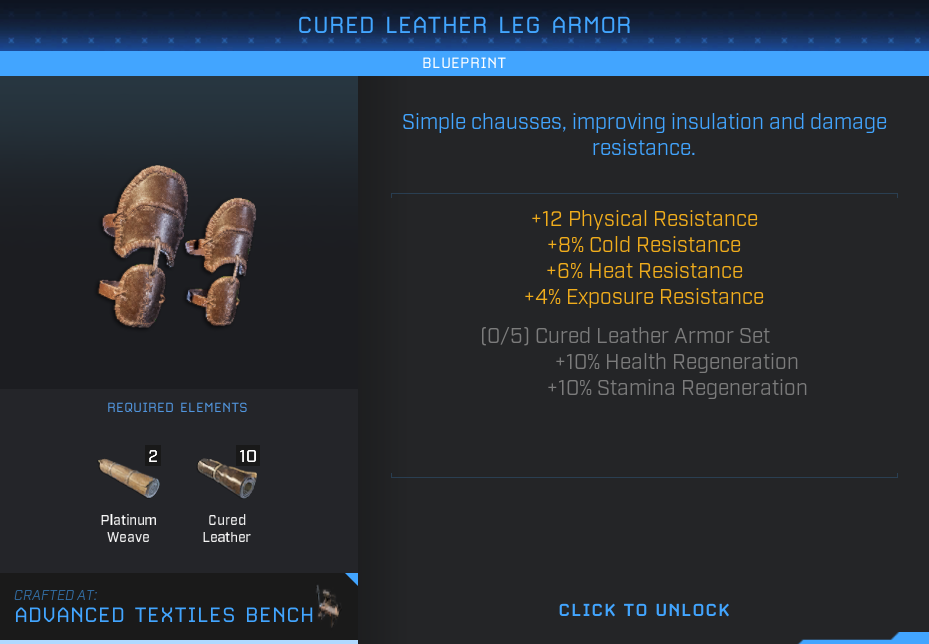 CURED LEATHER LEG ARMOR
BLUEPRINT
Simple chausses, improving insulation and damage
resistance.
+12 Physical Resistance
+8% Cold Resistance
+6% Heat Resistance
+4% Exposure Resistance
(0/5) Cured Leather Armor Set
+10% Health Regeneration
+10% Stamina Regeneration
REQUIRED ELEMENTS
2
10
Platinum
Weave
Cured
Leather
CRAFTED AT:
ADVANCED TEXTILES BENCH
CLICK TO UNLOCK